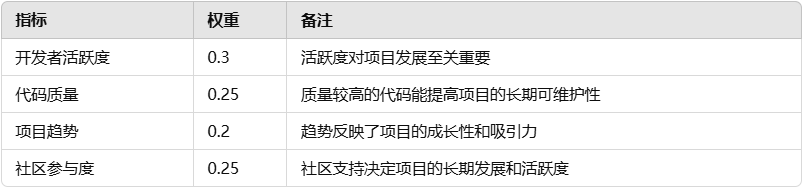 指标 权重 备注
开发者活跃度 0.3 活跃度对项目发展至关重要
代码质量 0.25 质量较高的代码能提高项目的长期可维护性
项目趋势 0.2 趋势反映了项目的成长性和吸引力
社区参与度 0.25 社区支持决定项目的长期发展和活跃度